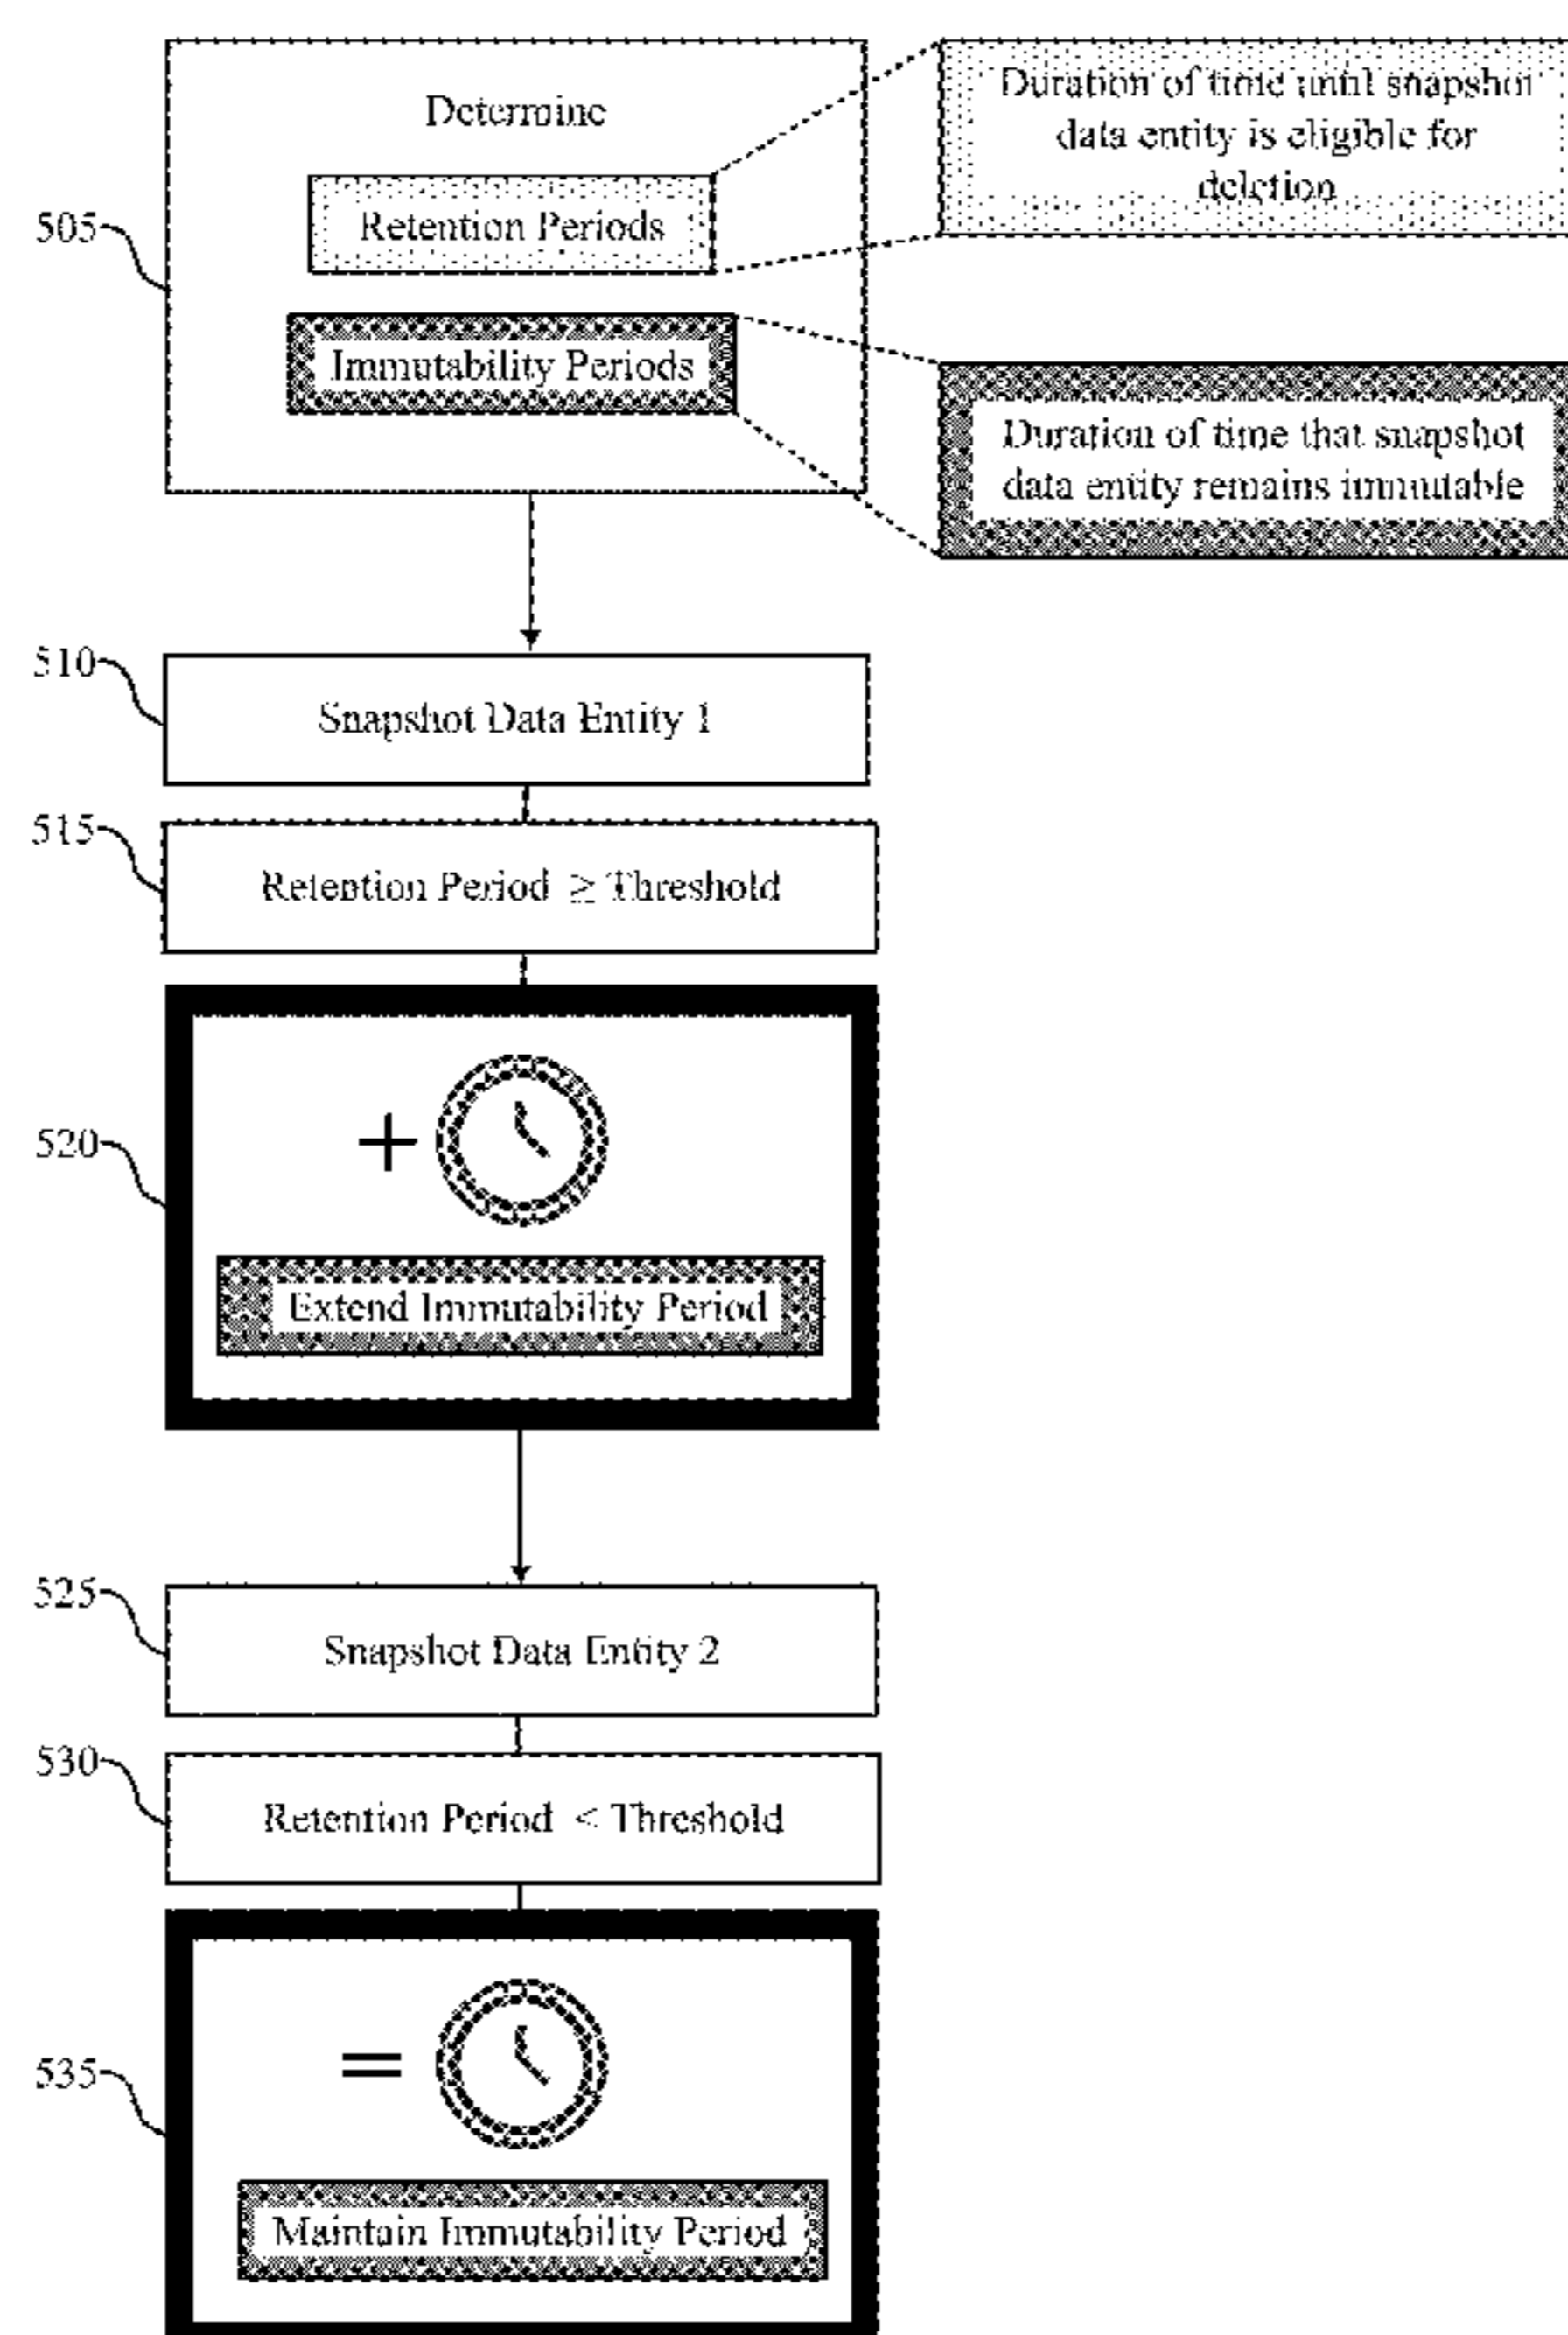 Determine
Duration of time until snapshot
data entity is eligible for
deletion
505
Retention Periods
Immutability Periods
Duration of time that snapshot
data entity remains immutable
510
Snapshot Data Entity 1
515
Retention Period ≥ Threshold
520
+
Extend Immutability Period
525
Snapshot Data Entity 2
530
Retention Period < Threshold
535
=
Maintain Immutability Period